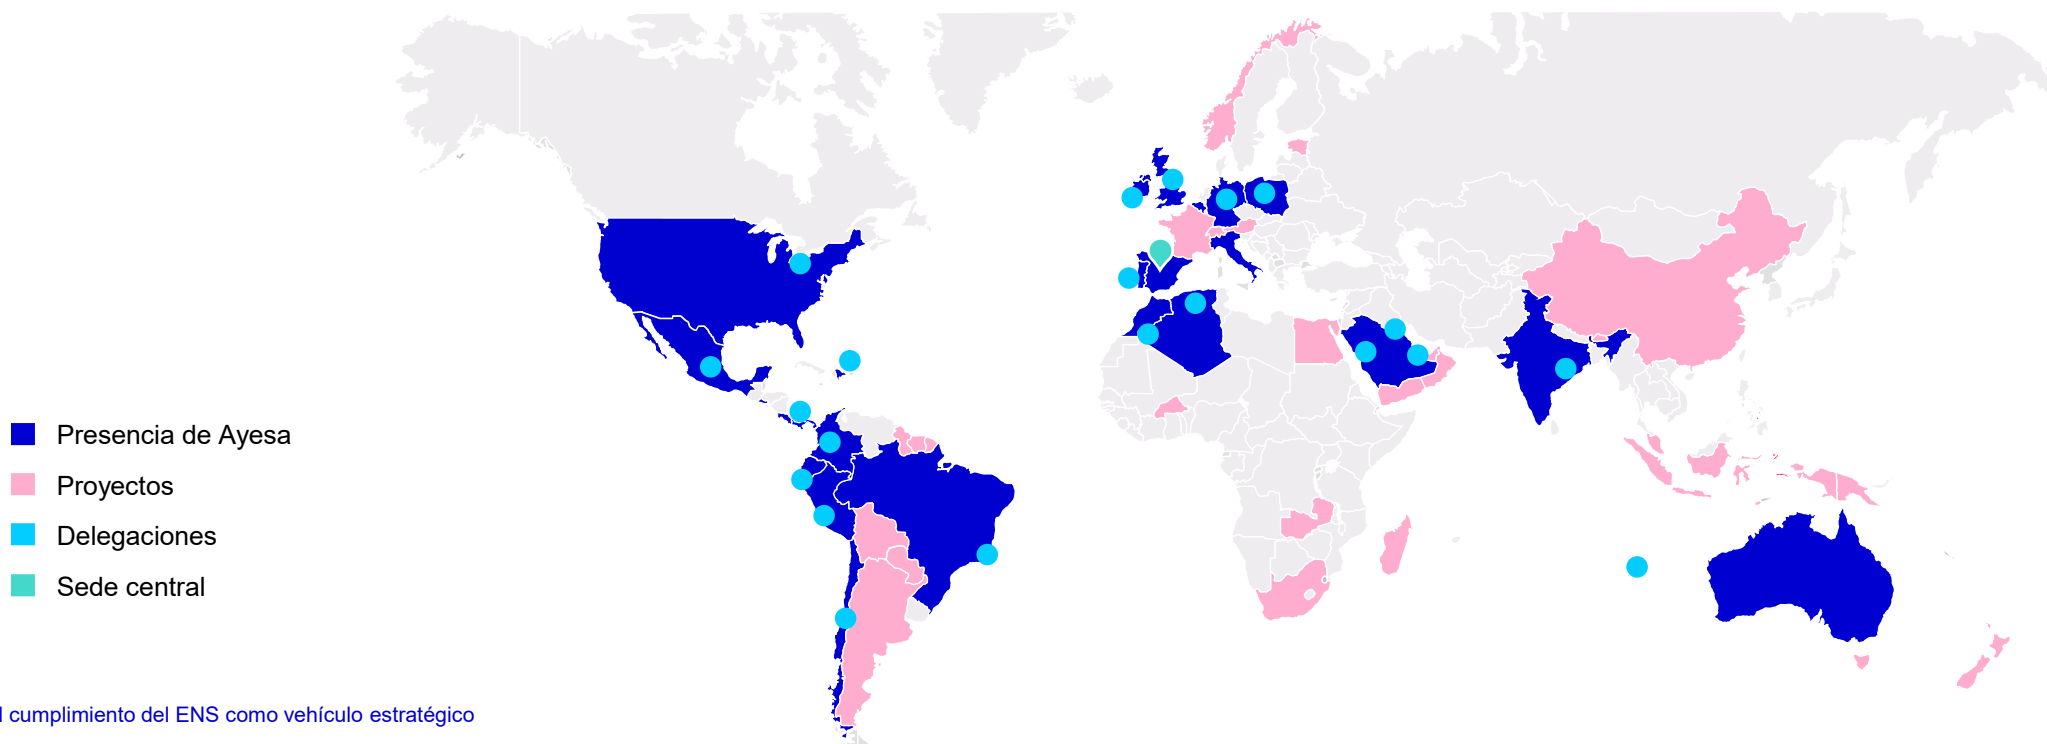 Presencia de Ayesa
Proyectos
Delegaciones
Sede central
l cumplimiento del ENS como vehículo estratégico